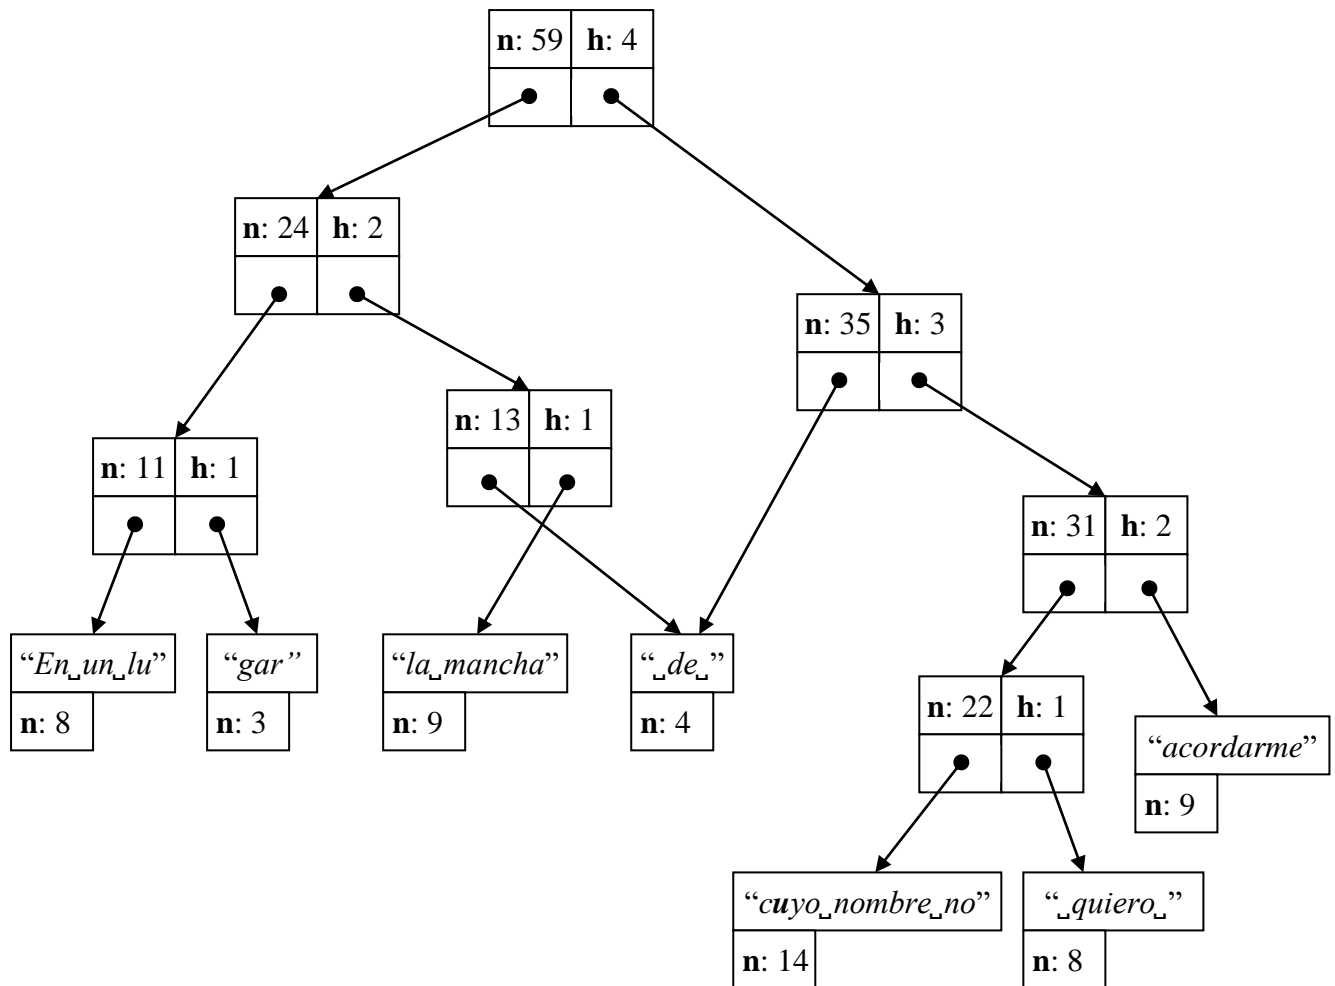 n: 59 h: 4
n: 24 h: 2
n: 35 h: 3
n: 13 h: 1
n: 11 h: 1
n: 31 h: 2
“En␣un␣lu” “gar” “la␣mancha” “␣de␣”
n: 8 n: 3 n: 9 n: 4
n: 22 h: 1
“acordarme”
n: 9
“cuyo␣nombre␣no” “␣quiero␣”
n: 14 n: 8